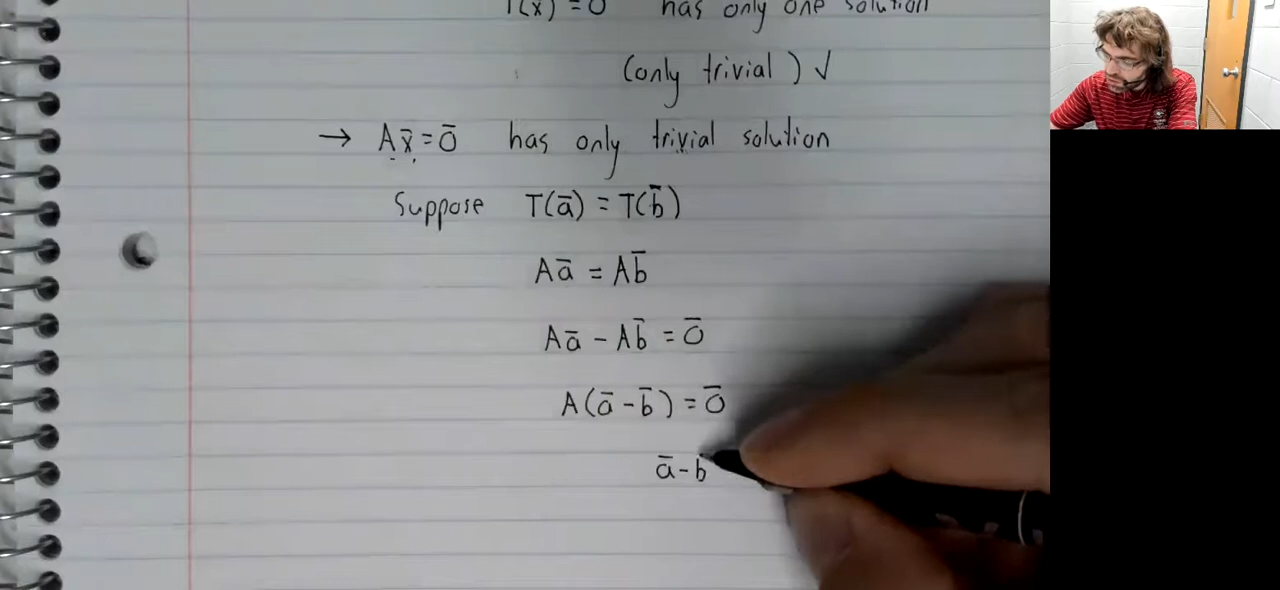 T(x) = 0 has only one solution
(only trivial) ✓
→ Ax̄ = 0̄ has only trivial solution
Suppose T(ā) = T(b̄)
Aā = Ab̄
Aā - Ab̄ = 0̄
A(ā - b̄) = 0̄
ā - b